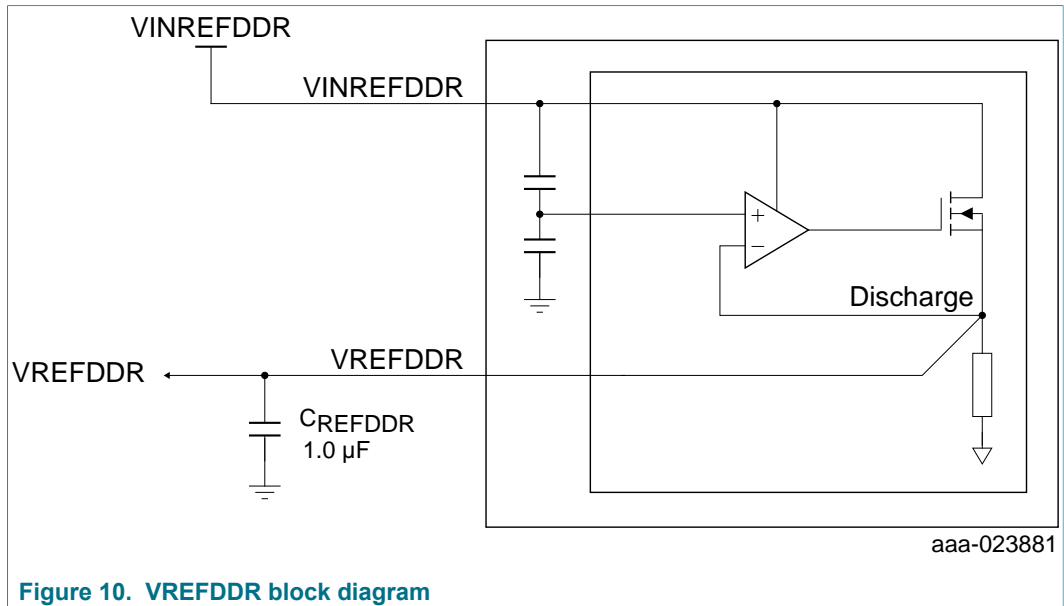 VINREFDDR
VINREFDDR
+
−
Discharge
VREFDDR
VREFDDR
CREFDDR
1.0 µF
aaa-023881
Figure 10. VREFDDR block diagram